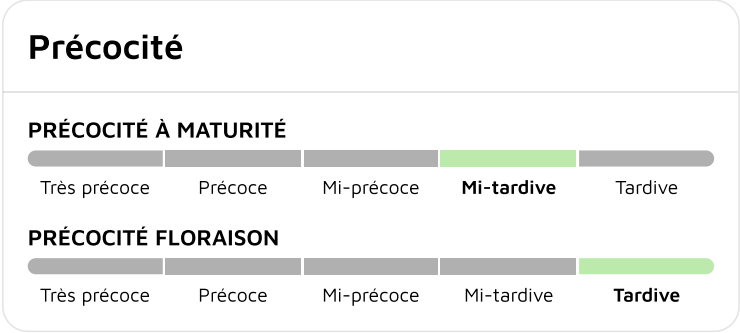 Précocité
PRÉCOCITÉ À MATURITÉ
Très précoce Précoce Mi-précoce Mi-tardive Tardive
PRÉCOCITÉ FLORAISON
Très précoce Précoce Mi-précoce Mi-tardive Tardive